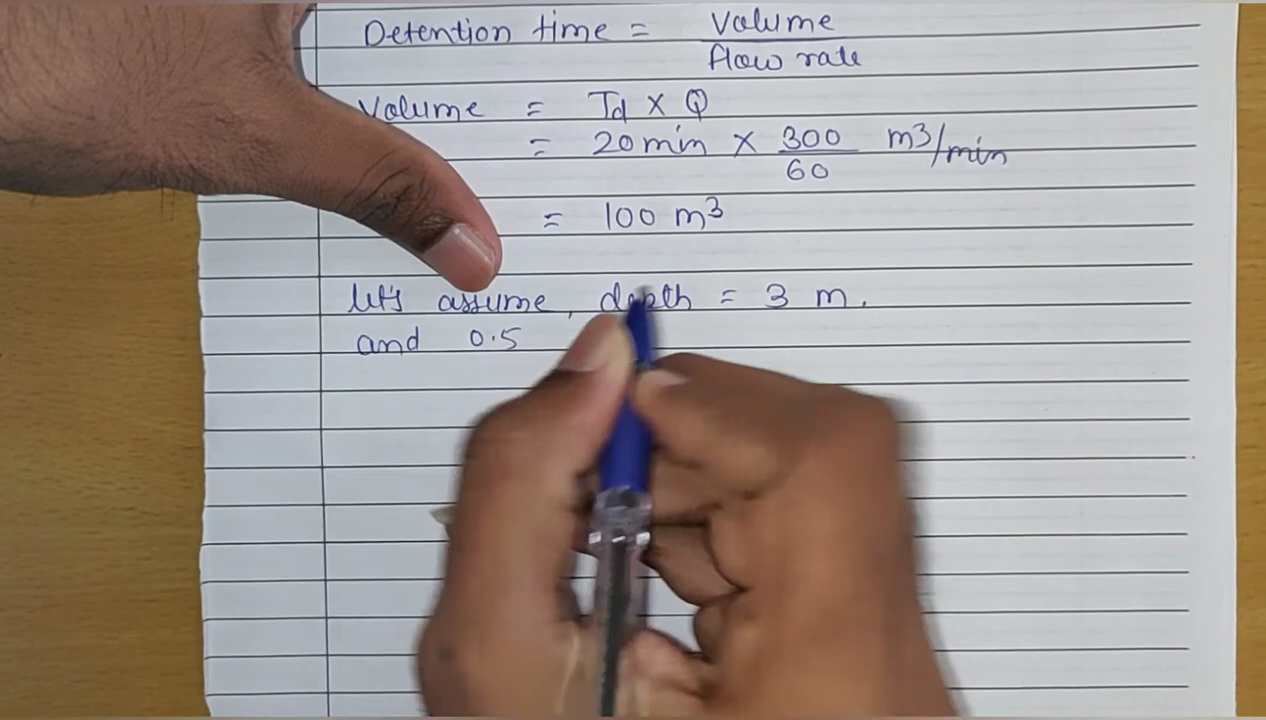 Detention time = Volume
flow rate
Volume = Td X Q
= 20 min X 300 m3/min
60
= 100 m3
let's assume, depth = 3 m.
and 0.5